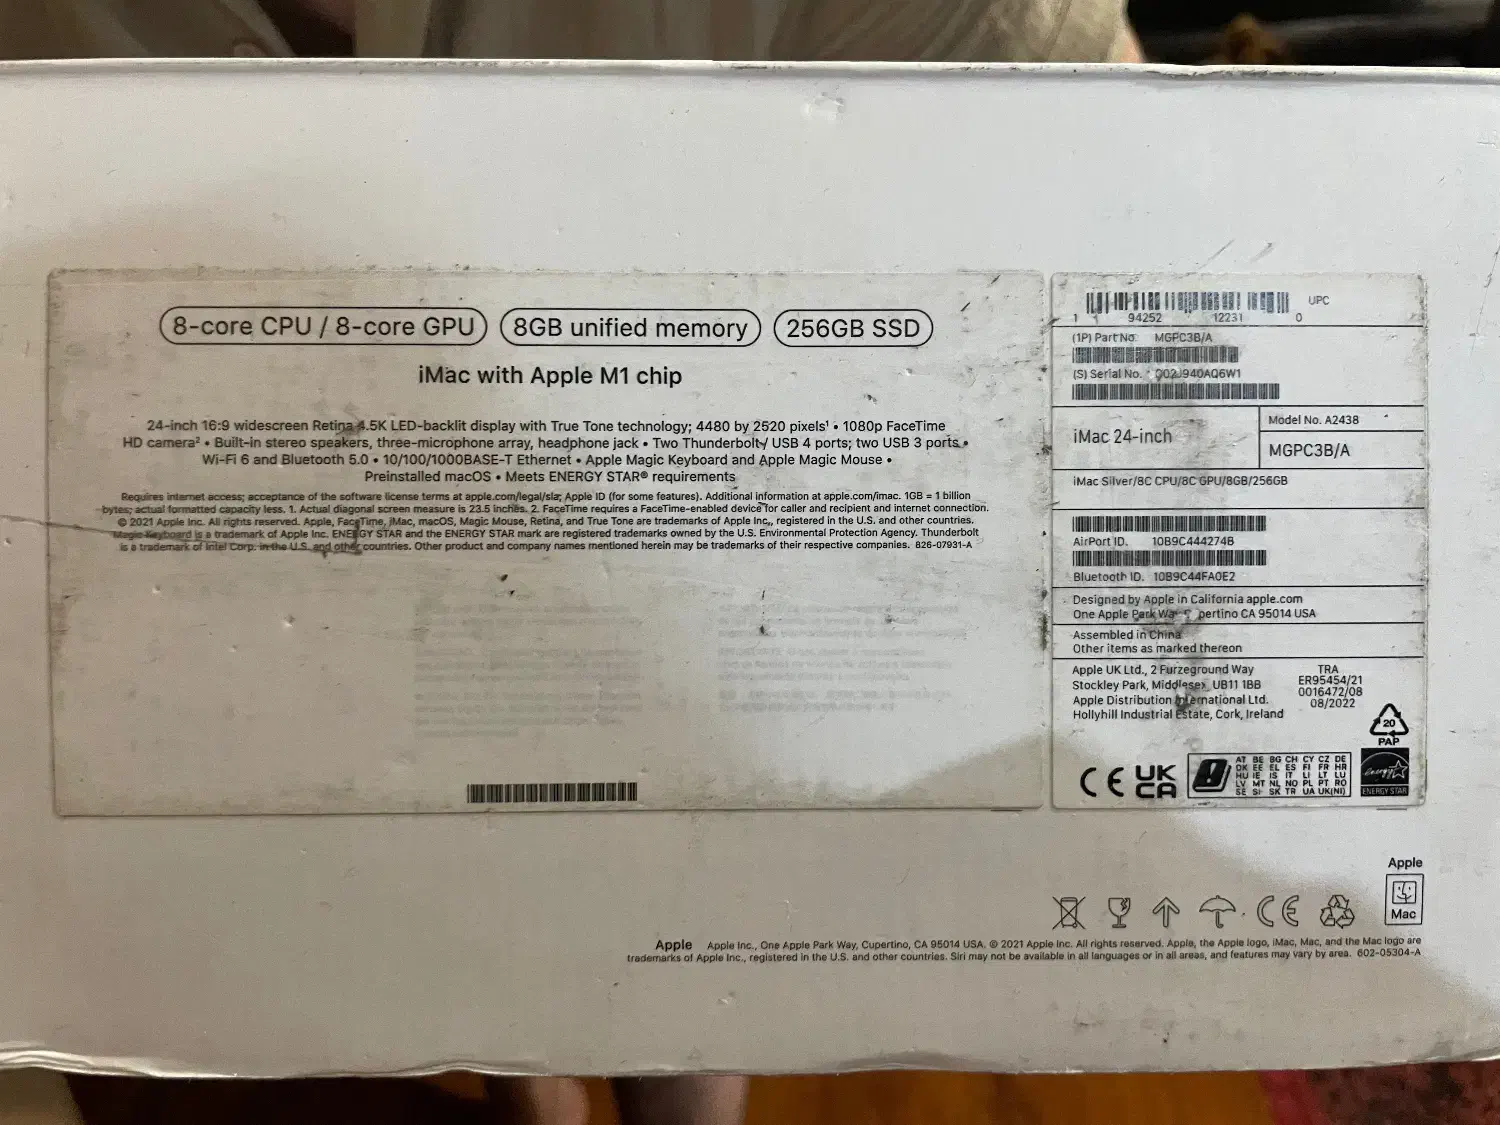 8-core CPU / 8-core GPU
8GB unified memory
256GB SSD
iMac with Apple M1 chip
24-inch 16:9 widescreen Retina 4.5K LED-backlit display with True Tone technology; 4480 by 2520 pixels¹ • 1080p FaceTime
HD camera² • Built-in stereo speakers, three-microphone array, headphone jack • Two Thunderbolt / USB 4 ports; two USB 3 ports •
Wi-Fi 6 and Bluetooth 5.0 • 10/100/1000BASE-T Ethernet • Apple Magic Keyboard and Apple Magic Mouse •
Preinstalled macOS • Meets ENERGY STAR® requirements
Requires internet access; acceptance of the software license terms at apple.com/legal/sla; Apple ID (for some features). Additional information at apple.com/imac. 1GB = 1 billion
bytes; actual formatted capacity less. 1. Actual diagonal screen measure is 23.5 inches. 2. FaceTime requires a FaceTime-enabled device for caller and recipient and internet connection.
© 2021 Apple Inc. All rights reserved. Apple, FaceTime, iMac, macOS, Magic Mouse, Retina, and True Tone are trademarks of Apple Inc., registered in the U.S. and other countries.
Magic Keyboard is a trademark of Apple Inc. ENERGY STAR and the ENERGY STAR mark are registered trademarks owned by the U.S. Environmental Protection Agency. Thunderbolt
is a trademark of Intel Corp. in the U.S. and other countries. Other product and company names mentioned herein may be trademarks of their respective companies. 826-07931-A
UPC
1 94252 12231 0
(1P) Part No. MGPC3B/A
(S) Serial No. C02J940AQ6W1
iMac 24-inch
Model No. A2438
MGPC3B/A
iMac Silver/8C CPU/8C GPU/8GB/256GB
AirPort ID. 10B9C444274B
Bluetooth ID. 10B9C44FA0E2
Designed by Apple in California apple.com
One Apple Park Way pertino CA 95014 USA
Assembled in China
Other items as marked thereon
Apple UK Ltd., 2 Furzeground Way
Stockley Park, Middlesex, UB11 1BB
Apple Distribution International Ltd.
Hollyhill Industrial Estate, Cork, Ireland
TRA
ER95454/21
0016472/08
08/2022
20
PAP
CE
UK
CA
AT BE BG CH CY CZ DE
DK EE EL ES FI FR HR
HU IE IS IT LI LT LU
LV MT NL NO PL PT RO
SE SI SK TR UA UK(NI)
energy
ENERGY STAR
Apple
Mac
CE
Apple Apple Inc., One Apple Park Way, Cupertino, CA 95014 USA. © 2021 Apple Inc. All rights reserved. Apple, the Apple logo, iMac, Mac, and the Mac logo are
trademarks of Apple Inc., registered in the U.S. and other countries. Siri may not be available in all languages or in all areas, and features may vary by area. 602-05304-A